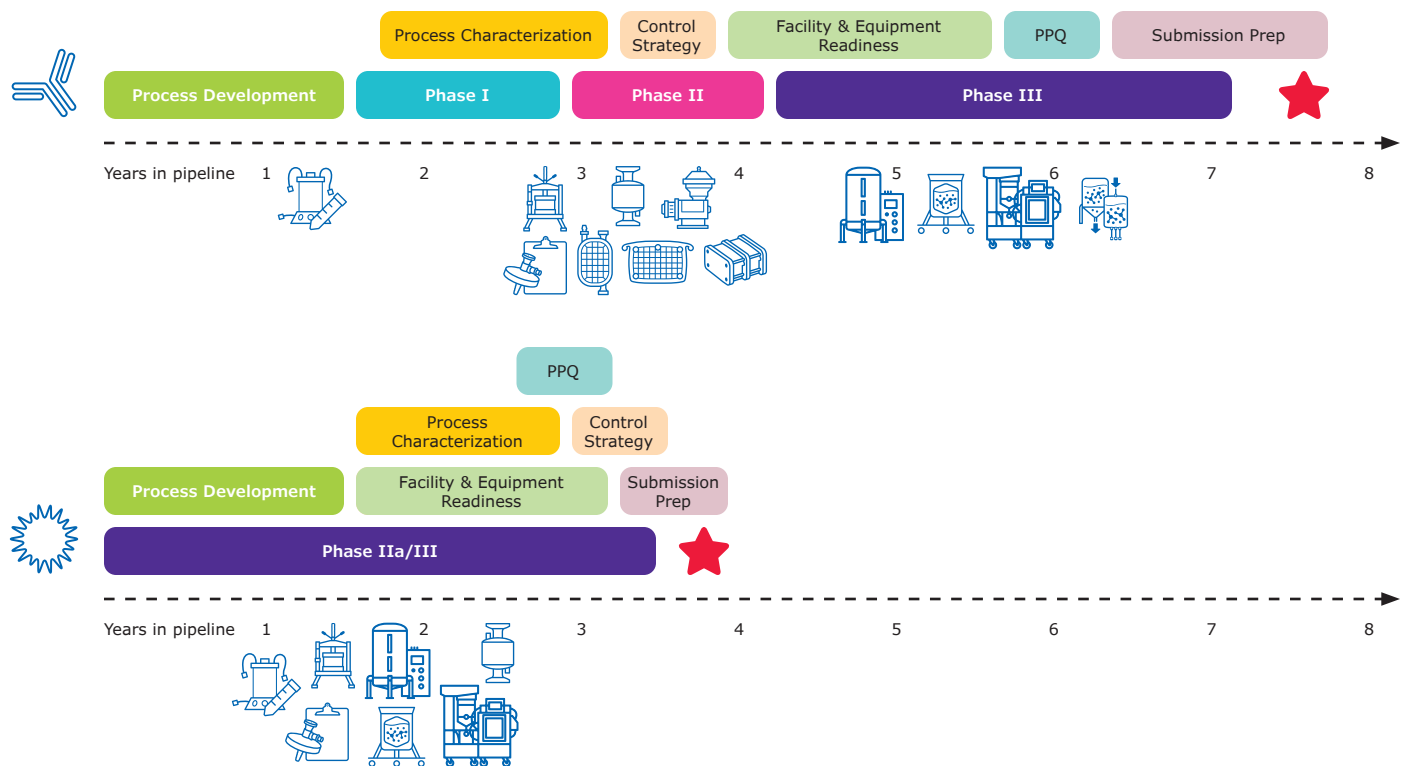 Process Characterization
Control
Strategy
Facility & Equipment
Readiness
PPQ
Submission Prep
Process Development
Phase I
Phase II
Phase III
Years in pipeline 1 2 3 4 5 6 7 8
PPQ
Process
Characterization
Control
Strategy
Process Development
Facility & Equipment
Readiness
Submission
Prep
Phase IIa/III
Years in pipeline 1 2 3 4 5 6 7 8